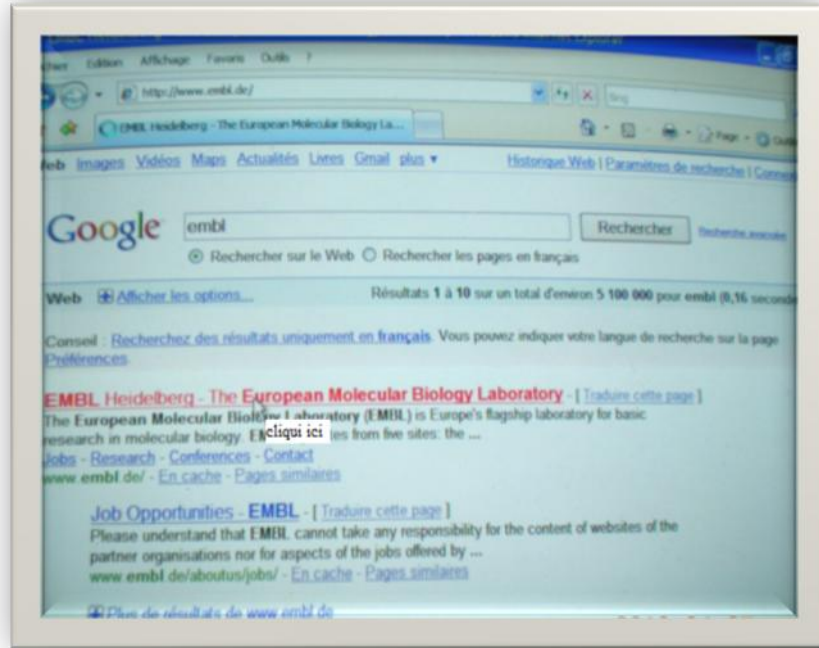 Edition Affichage Favoris Outils ?
http://www.embl.de/ Bing
EMBL Heidelberg - The European Molecular Biology La... Page
Web Images Vidéos Maps Actualités Livres Gmail plus ▼ Historique Web | Paramètres de recherche |
Google embl Rechercher Recherche avancée
Rechercher sur le Web Rechercher les pages en français
Web Afficher les options... Résultats 1 à 10 sur un total d'environ 5 100 000 pour embl (0,16
Conseil : Recherchez des résultats uniquement en français. Vous pouvez indiquer votre langue de recherche sur la page
Préférences.
EMBL Heidelberg - The European Molecular Biology Laboratory - [ Traduire cette page ]
The European Molecular Biology Laboratory (EMBL) is Europe's flagship laboratory for basic
research in molecular biology. from five sites: the ...
cliqui ici
Jobs - Research - Conferences - Contact
www.embl.de/ - En cache - Pages similaires
Job Opportunities - EMBL - [ Traduire cette page ]
Please understand that EMBL cannot take any responsibility for the content of websites of the
partner organisations nor for aspects of the jobs offered by ...
www.embl.de/aboutus/jobs/ - En cache - Pages similaires
Plus de résultats de www.embl.de